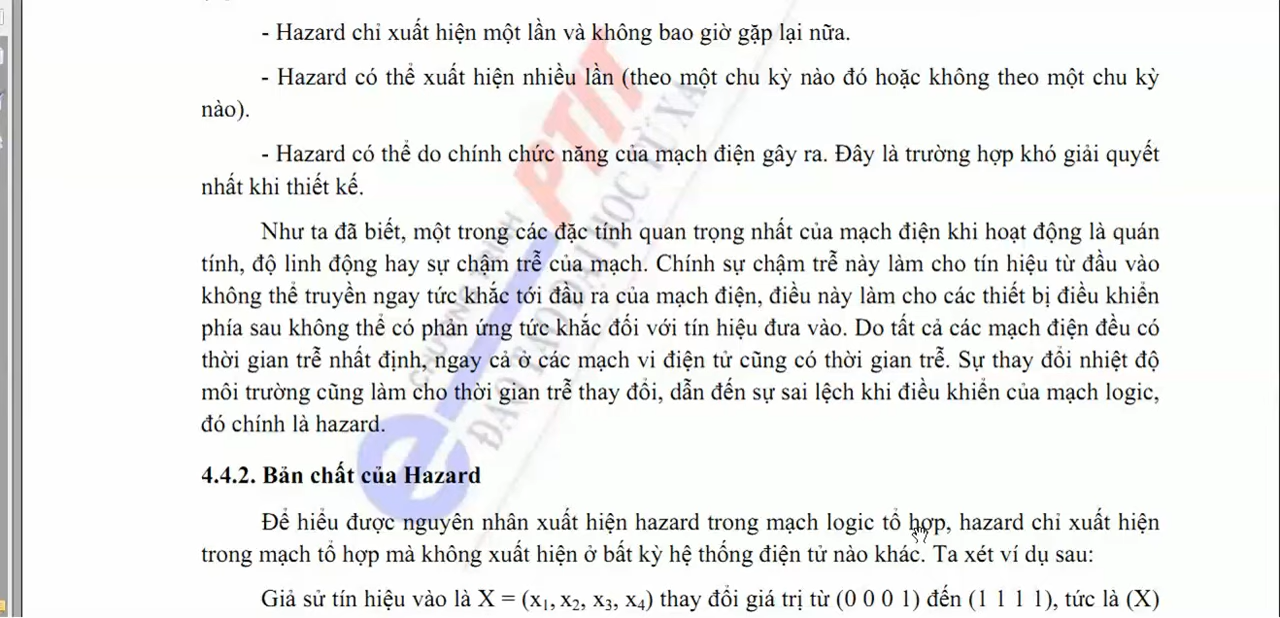 - Hazard chỉ xuất hiện một lần và không bao giờ gặp lại nữa.
- Hazard có thể xuất hiện nhiều lần (theo một chu kỳ nào đó hoặc không theo một chu kỳ
nào).
- Hazard có thể do chính chức năng của mạch điện gây ra. Đây là trường hợp khó giải quyết
nhất khi thiết kế.
Như ta đã biết, một trong các đặc tính quan trọng nhất của mạch điện khi hoạt động là quán
tính, độ linh động hay sự chậm trễ của mạch. Chính sự chậm trễ này làm cho tín hiệu từ đầu vào
không thể truyền ngay tức khắc tới đầu ra của mạch điện, điều này làm cho các thiết bị điều khiển
phía sau không thể có phản ứng tức khắc đối với tín hiệu đưa vào. Do tất cả các mạch điện đều có
thời gian trễ nhất định, ngay cả ở các mạch vi điện tử cũng có thời gian trễ. Sự thay đổi nhiệt độ
môi trường cũng làm cho thời gian trễ thay đổi, dẫn đến sự sai lệch khi điều khiển của mạch logic,
đó chính là hazard.
4.4.2. Bản chất của Hazard
Để hiểu được nguyên nhân xuất hiện hazard trong mạch logic tổ hợp, hazard chỉ xuất hiện
trong mạch tổ hợp mà không xuất hiện ở bất kỳ hệ thống điện tử nào khác. Ta xét ví dụ sau:
Giả sử tín hiệu vào là X = (x₁, x₂, x₃, x₄) thay đổi giá trị từ (0 0 0 1) đến (1 1 1 1), tức là (X)
CHƯƠNG TRÌNH
e-PTIT
ĐÀO TẠO ĐẠI HỌC TỪ XA